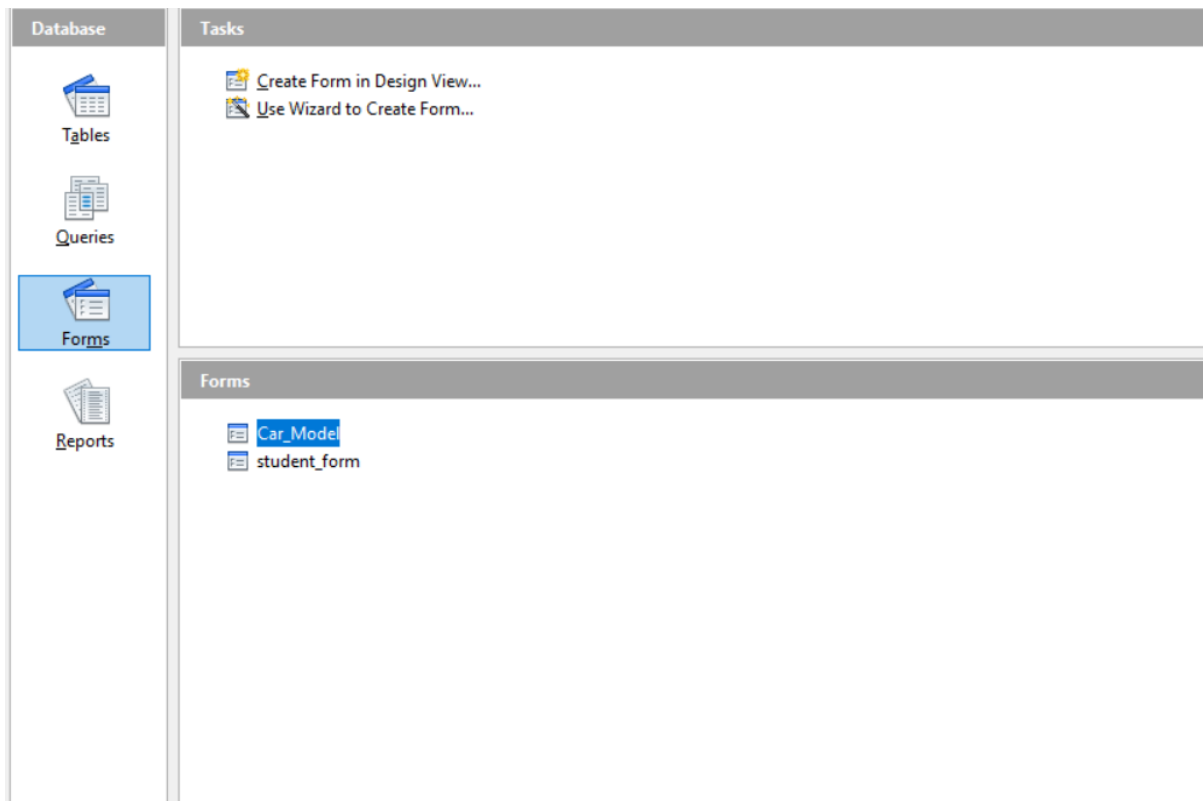 Database
Tables
Queries
Forms
Reports
Tasks
Create Form in Design View...
Use Wizard to Create Form...
Forms
Car_Model
student_form